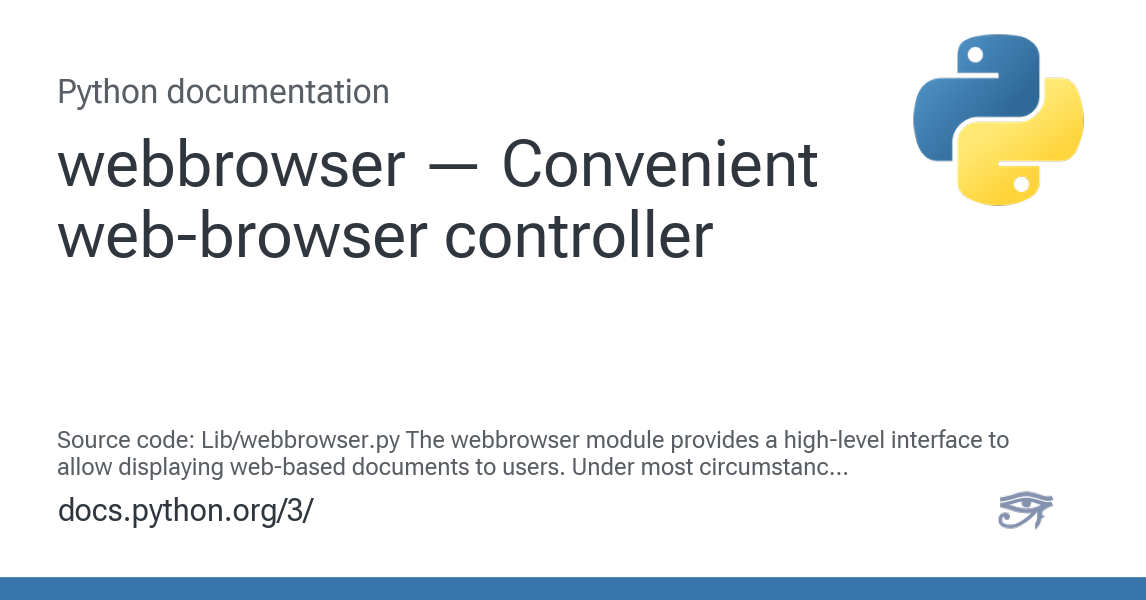 Python documentation
webbrowser — Convenient
web-browser controller
Source code: Lib/webbrowser.py The webbrowser module provides a high-level interface to
allow displaying web-based documents to users. Under most circumstanc...
docs.python.org/3/